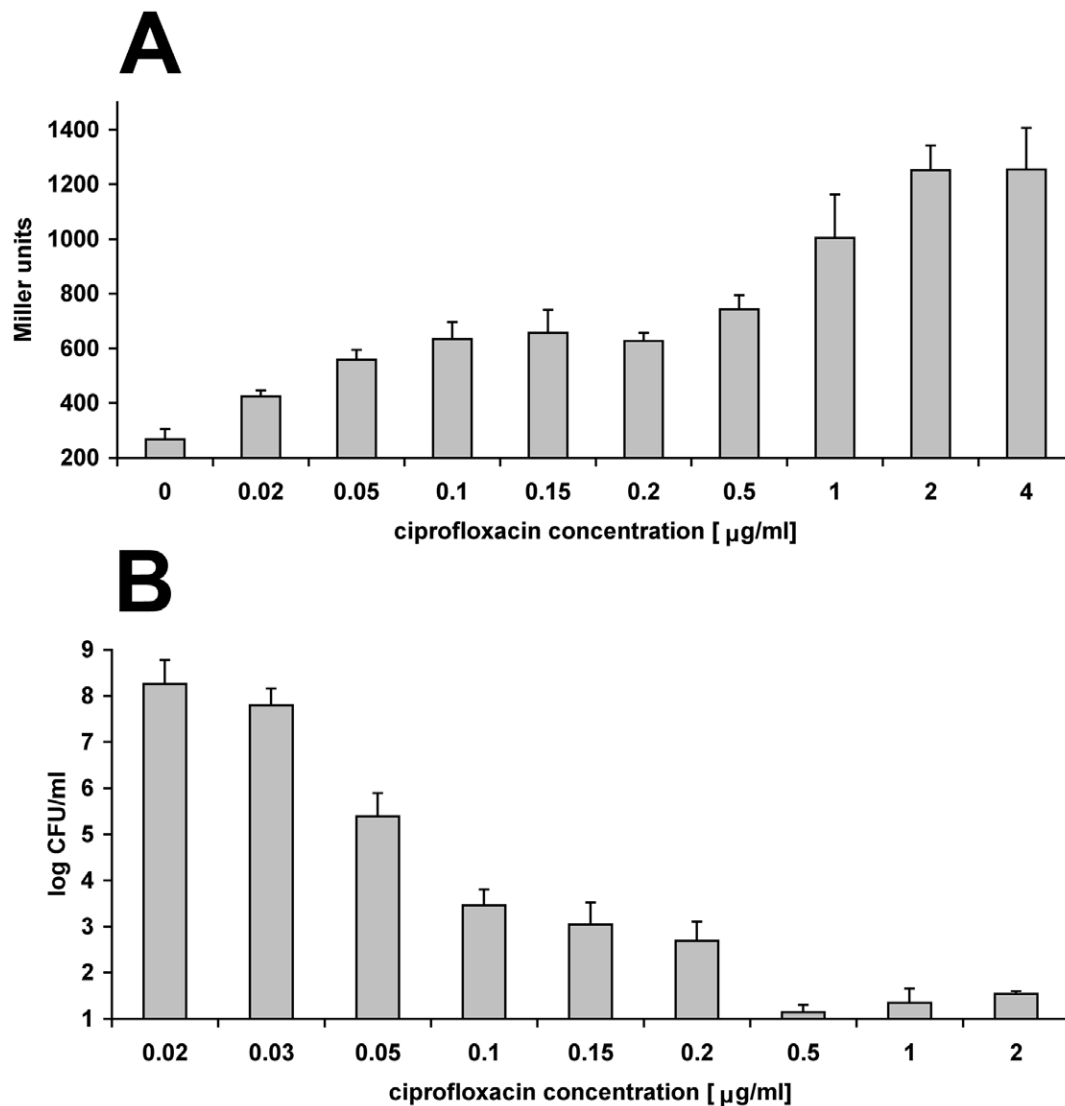 A
1400
1200
1000
800
600
400
200
Miller units
0 0.02 0.05 0.1 0.15 0.2 0.5 1 2 4
ciprofloxacin concentration [ µg/ml]
B
9
8
7
6
5
4
3
2
1
log CFU/ml
0.02 0.03 0.05 0.1 0.15 0.2 0.5 1 2
ciprofloxacin concentration [ µg/ml]